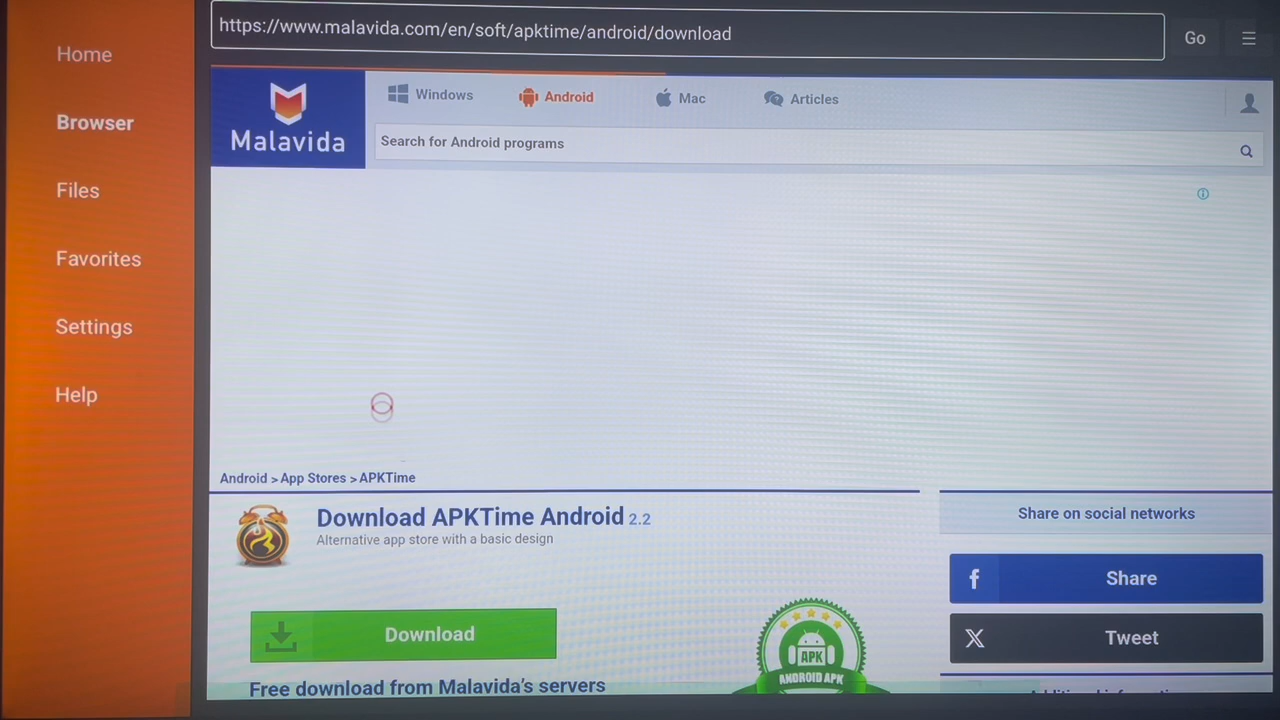 Home
Browser
Files
Favorites
Settings
Help
https://www.malavida.com/en/soft/apktime/android/download
Go
Malavida
Windows
Android
Mac
Articles
Search for Android programs
Android > App Stores > APKTime
Download APKTime Android 2.2
Alternative app store with a basic design
Download
Free download from Malavida's servers
APK
ANDROID APK
Share on social networks
f
Share
X
Tweet